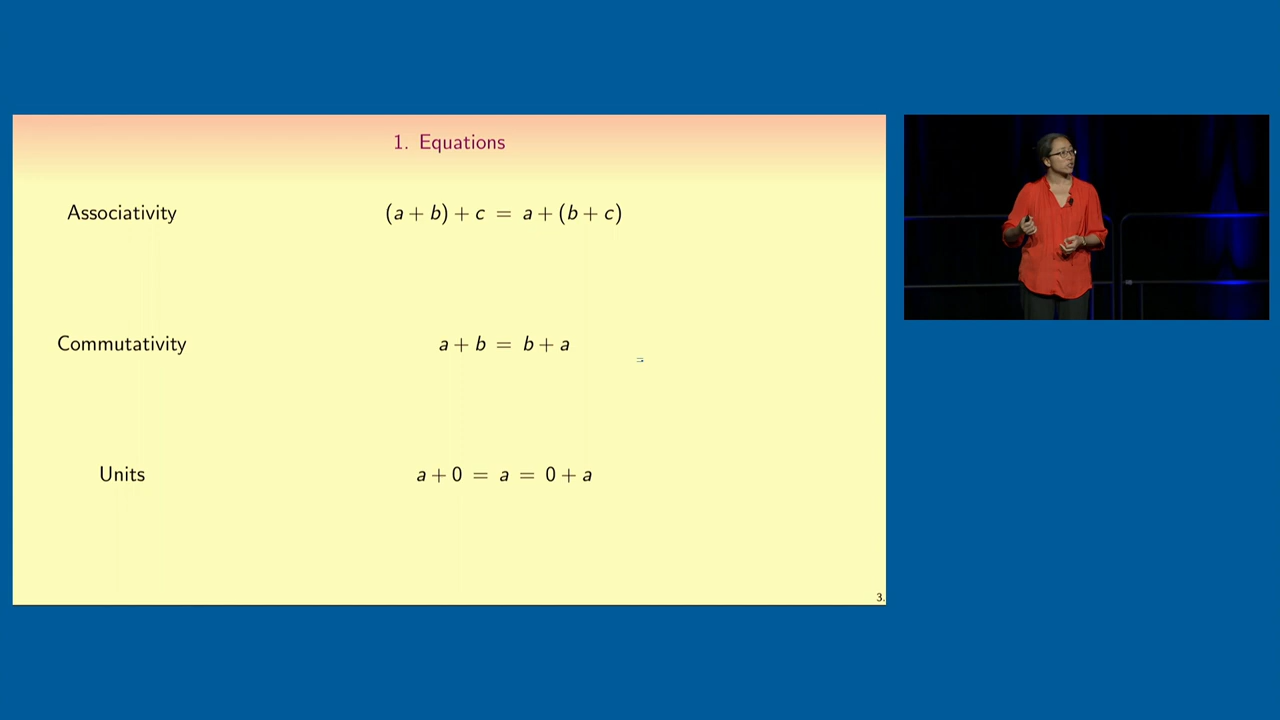 1. Equations
Associativity (a + b) + c = a + (b + c)
Commutativity a + b = b + a
Units a + 0 = a = 0 + a
3.